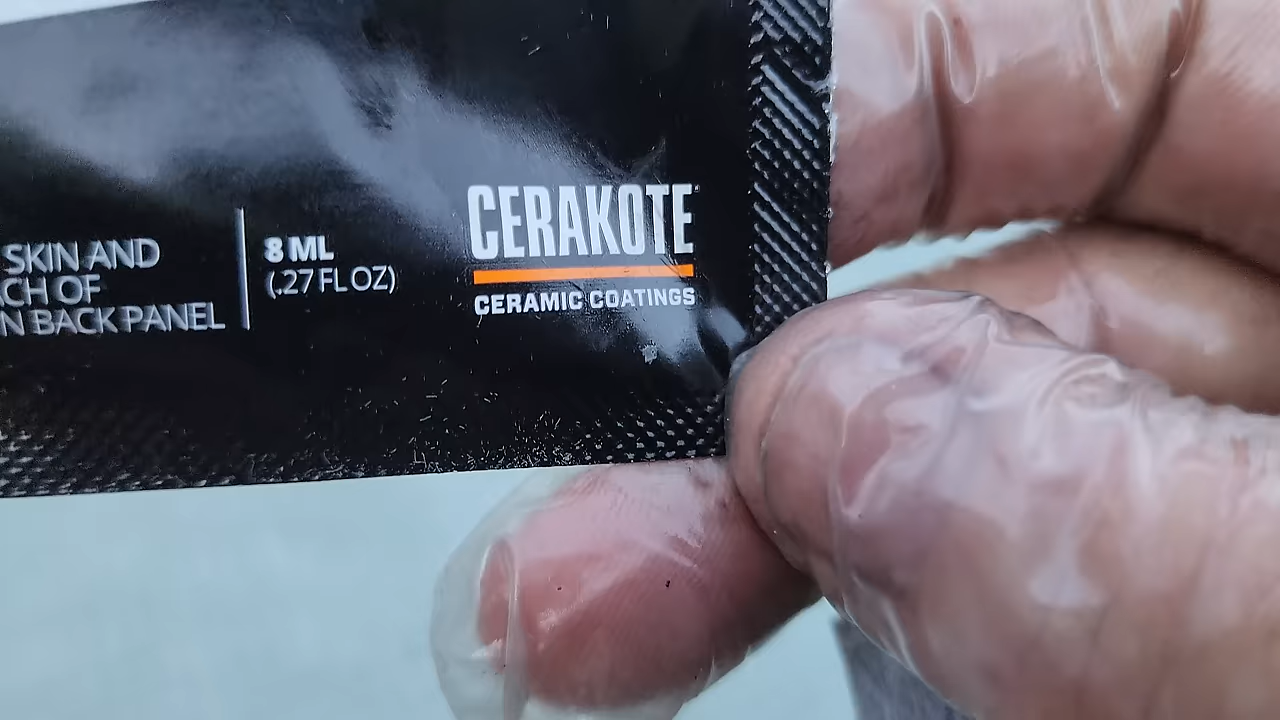 SKIN AND
CH OF
N BACK PANEL
8 ML
(.27 FL OZ)
CERAKOTE
CERAMIC COATINGS